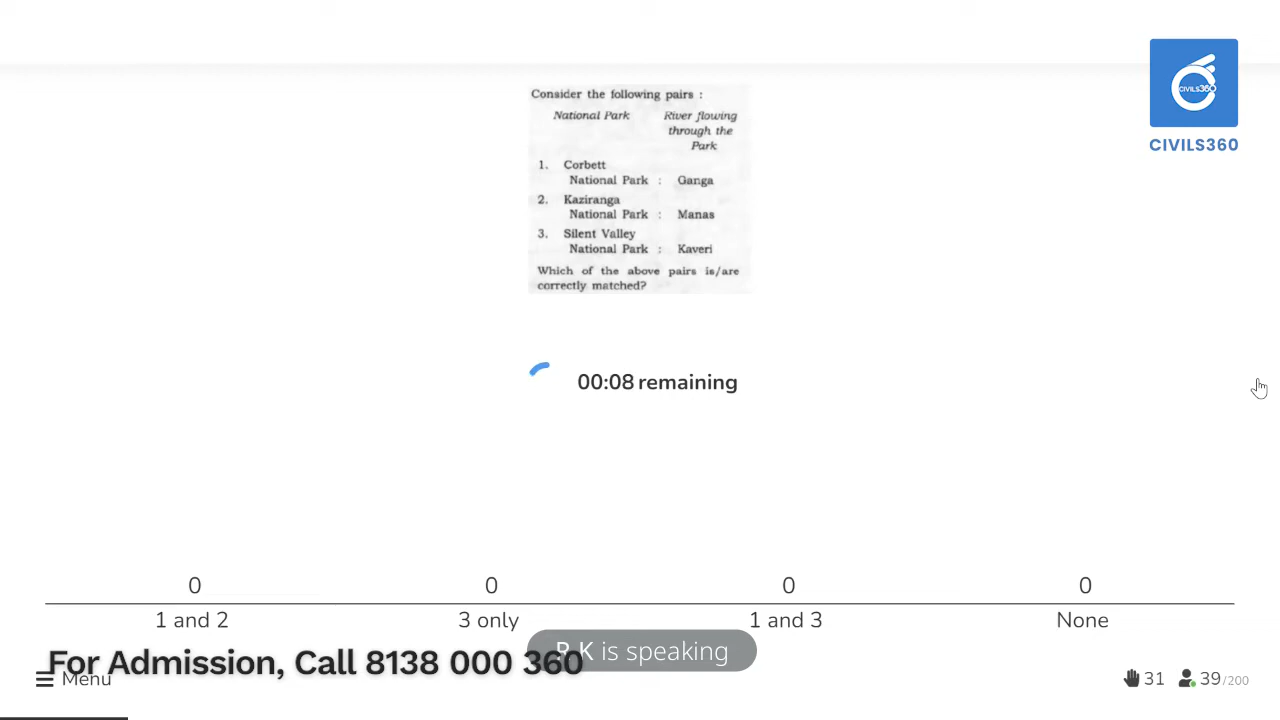 CIVILS360
CIVILS360
Consider the following pairs :
National Park River flowing
through the
Park
1. Corbett
National Park : Ganga
2. Kaziranga
National Park : Manas
3. Silent Valley
National Park : Kaveri
Which of the above pairs is/are
correctly matched?
00:08 remaining
0 0 0 0
1 and 2 3 only 1 and 3 None
R K is speaking
For Admission, Call 8138 000 360
Menu
31 39/200